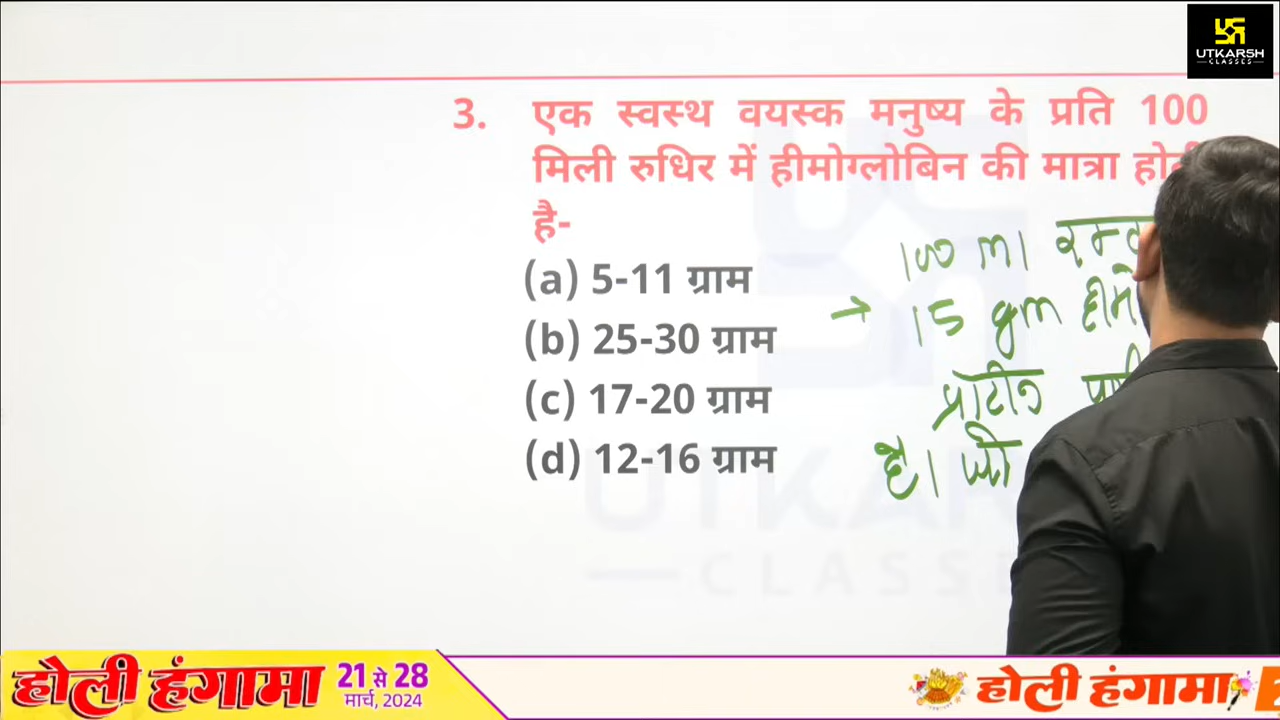 UTKARSH
CLASSES
3. एक स्वस्थ वयस्क मनुष्य के प्रति 100
मिली रुधिर में हीमोग्लोबिन की मात्रा
है-
(a) 5-11 ग्राम
(b) 25-30 ग्राम
(c) 17-20 ग्राम
(d) 12-16 ग्राम
100 ml
→ 15 gm
प्रोटीन
है। जो
होली हंगामा 21 से 28
मार्च, 2024
होली हंगामा